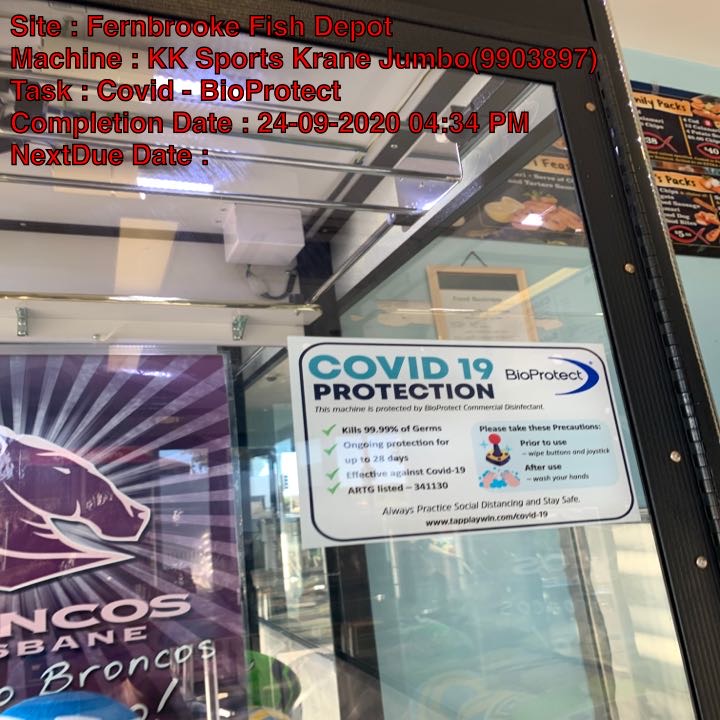 Site : Fernbrooke Fish Depot
Machine : KK Sports Krane Jumbo(9903897)
Task : Covid - BioProtect
Completion Date : 24-09-2020 04:34 PM
NextDue Date :
COVID 19
PROTECTION
BioProtect
This machine is protected by BioProtect Commercial Disinfectant.
Kills 99.99% of Germs
Ongoing protection for
up to 28 days
Effective against Covid-19
ARTG listed – 341130
Please take these Precautions:
Prior to use
– wipe buttons and joystick
After use
– wash your hands
Always Practice Social Distancing and Stay Safe.
www.tapplaywin.com/covid-19
NCOS
SBANE
o Broncos
Packs
Packs
Food Business